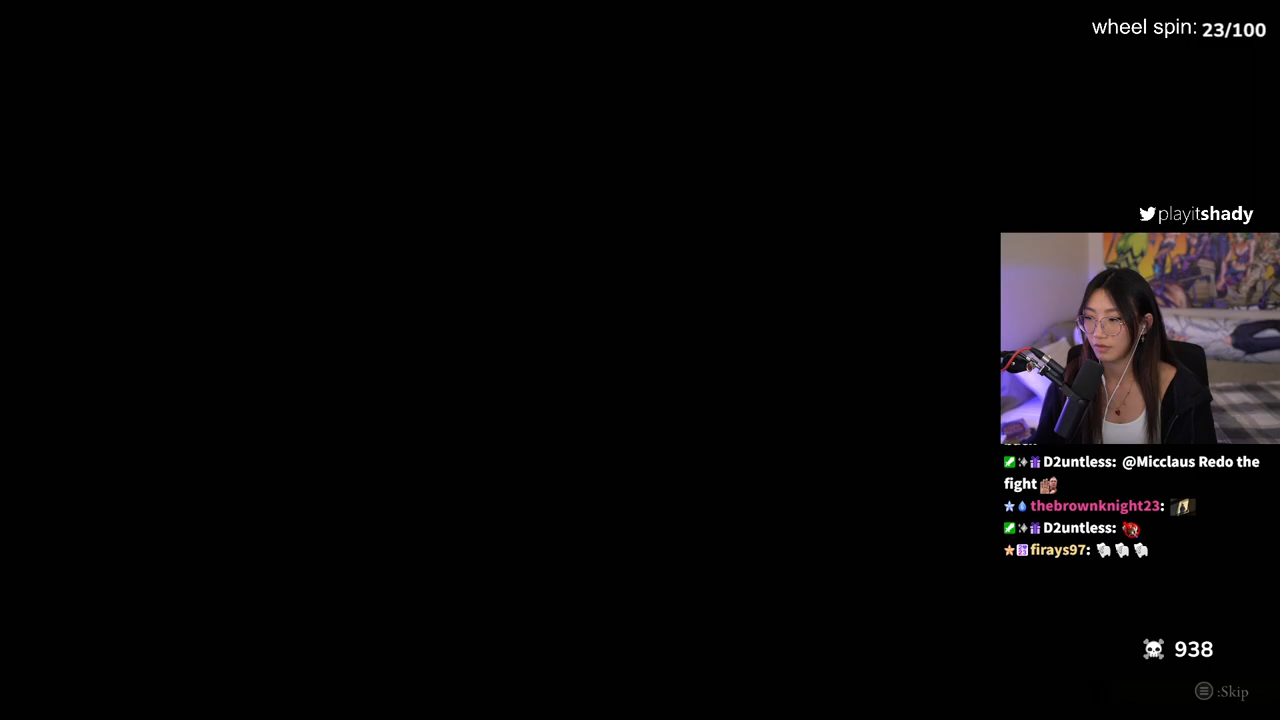 wheel spin: 23/100
playitshady
D2untless: @Micclaus Redo the
fight
thebrownknight23:
D2untless:
firays97:
938
:Skip